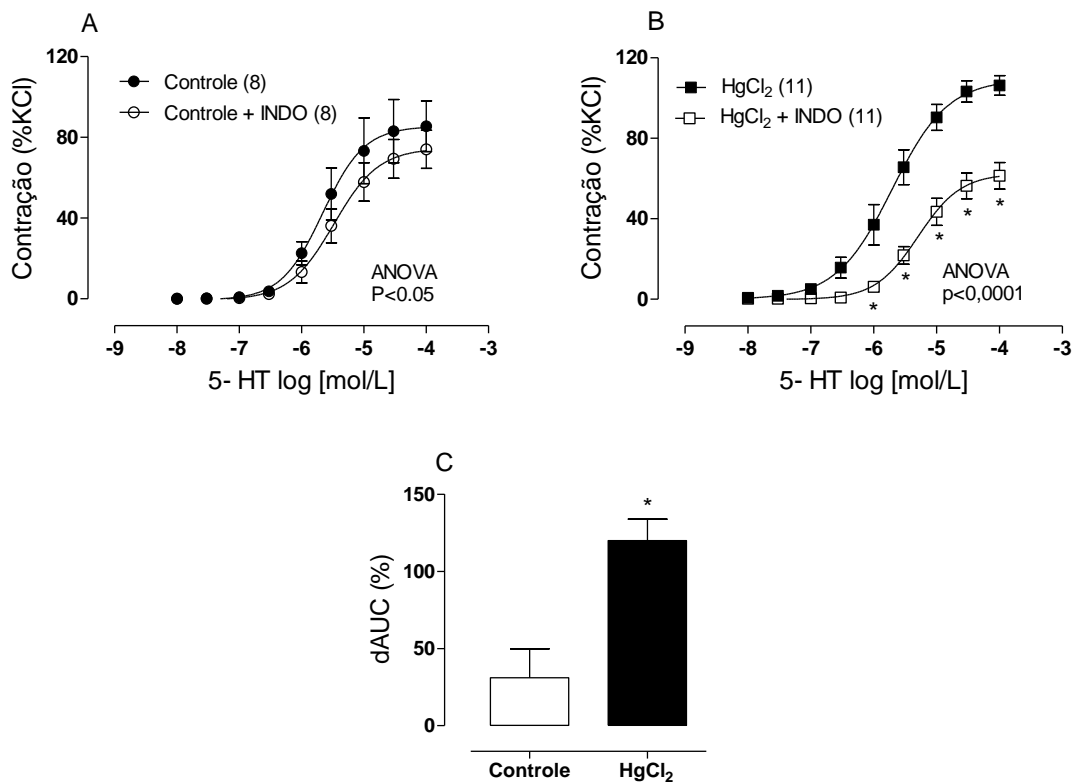 A
Contração (%KCl)
120
80
40
0
Controle (8)
Controle + INDO (8)
ANOVA
P<0.05
-9 -8 -7 -6 -5 -4 -3
5- HT log [mol/L]
B
Contração (%KCl)
120
80
40
0
HgCl₂ (11)
HgCl₂ + INDO (11)
* * * * *
ANOVA
p<0,0001
-9 -8 -7 -6 -5 -4 -3
5- HT log [mol/L]
C
dAUC (%)
150
100
50
0
*
Controle HgCl₂